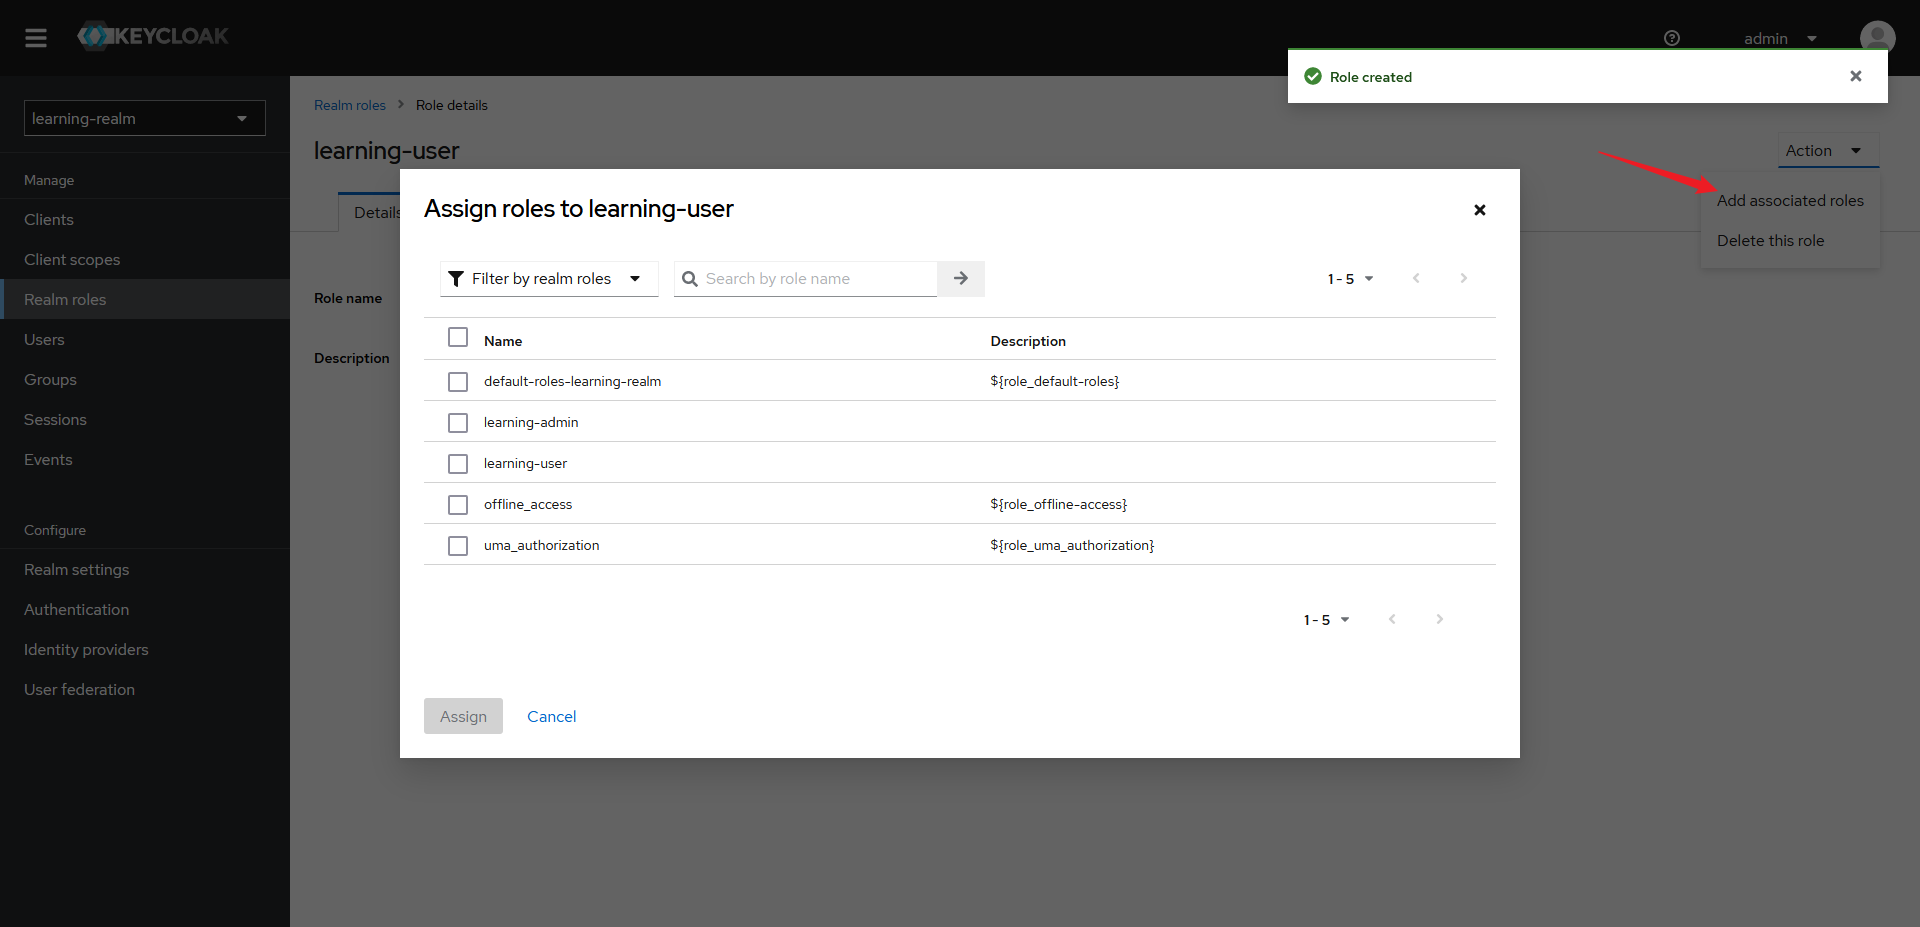 KEYCLOAK
admin
Role created
learning-realm
Manage
Clients
Client scopes
Realm roles
Users
Groups
Sessions
Events
Configure
Realm settings
Authentication
Identity providers
User federation
Realm roles > Role details
learning-user
Action
Add associated roles
Delete this role
Details
Role name
Description
Assign roles to learning-user
Filter by realm roles
Search by role name
1 - 5
Name Description
default-roles-learning-realm ${role_default-roles}
learning-admin
learning-user
offline_access ${role_offline-access}
uma_authorization ${role_uma_authorization}
1 - 5
Assign Cancel